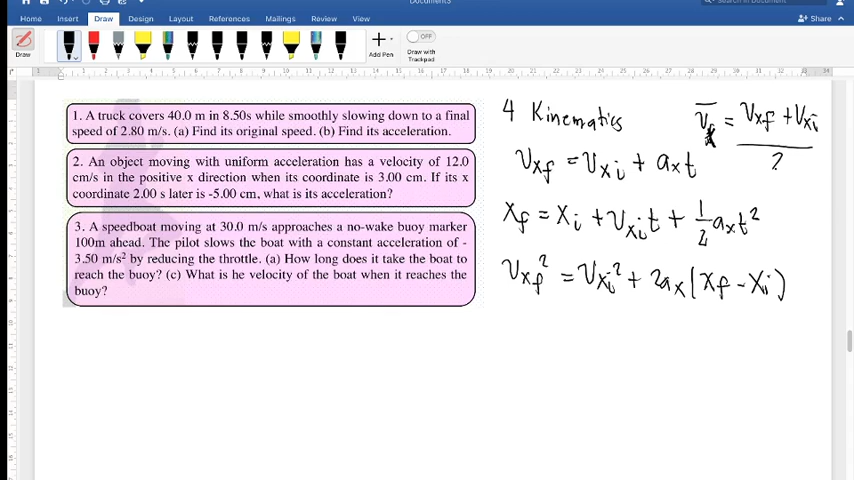 Document3
Search in Document
Home Insert Draw Design Layout References Mailings Review View
Share
Draw
Add Pen
OFF
Draw with
Trackpad
1. A truck covers 40.0 m in 8.50s while smoothly slowing down to a final
speed of 2.80 m/s. (a) Find its original speed. (b) Find its acceleration.
2. An object moving with uniform acceleration has a velocity of 12.0
cm/s in the positive x direction when its coordinate is 3.00 cm. If its x
coordinate 2.00 s later is -5.00 cm, what is its acceleration?
3. A speedboat moving at 30.0 m/s approaches a no-wake buoy marker
100m ahead. The pilot slows the boat with a constant acceleration of -
3.50 m/s² by reducing the throttle. (a) How long does it take the boat to
reach the buoy? (c) What is he velocity of the boat when it reaches the
buoy?
4 Kinematics
= (Vxf + Vxi) / 2
Vxf = Vxi + axt
xf = xi + Vxit + 1/2 axt²
Vxf² = Vxi² + 2ax(xf - xi)